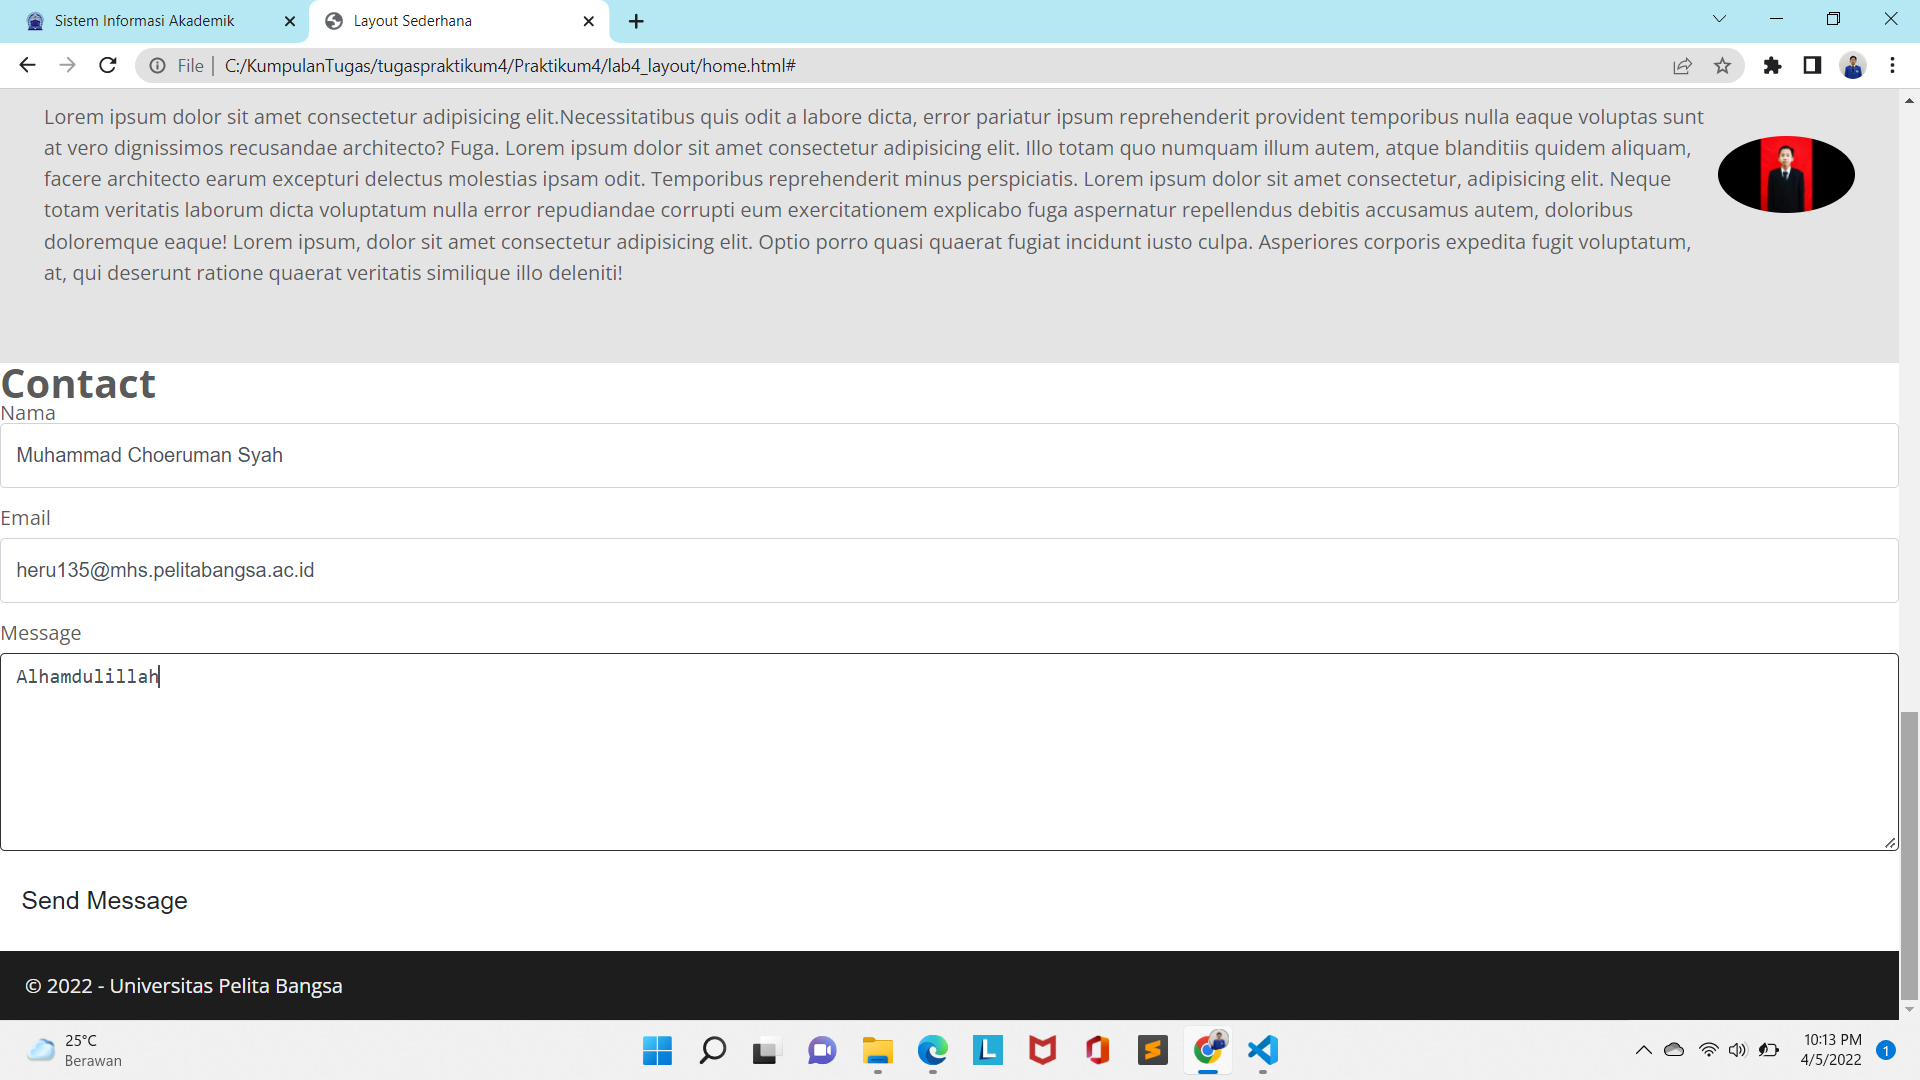 Sistem Informasi Akademik
Layout Sederhana
File
C:/KumpulanTugas/tugaspraktikum4/Praktikum4/lab4_layout/home.html#
Lorem ipsum dolor sit amet consectetur adipisicing elit.Necessitatibus quis odit a labore dicta, error pariatur ipsum reprehenderit provident temporibus nulla eaque voluptas sunt
at vero dignissimos recusandae architecto? Fuga. Lorem ipsum dolor sit amet consectetur adipisicing elit. Illo totam quo numquam illum autem, atque blanditiis quidem aliquam,
facere architecto earum excepturi delectus molestias ipsam odit. Temporibus reprehenderit minus perspiciatis. Lorem ipsum dolor sit amet consectetur, adipisicing elit. Neque
totam veritatis laborum dicta voluptatum nulla error repudiandae corrupti eum exercitationem explicabo fuga aspernatur repellendus debitis accusamus autem, doloribus
doloremque eaque! Lorem ipsum, dolor sit amet consectetur adipisicing elit. Optio porro quasi quaerat fugiat incidunt iusto culpa. Asperiores corporis expedita fugit voluptatum,
at, qui deserunt ratione quaerat veritatis similique illo deleniti!
Contact
Nama
Muhammad Choeruman Syah
Email
heru135@mhs.pelitabangsa.ac.id
Message
Alhamdulillah
Send Message
© 2022 - Universitas Pelita Bangsa
25°C
Berawan
10:13 PM
4/5/2022
1